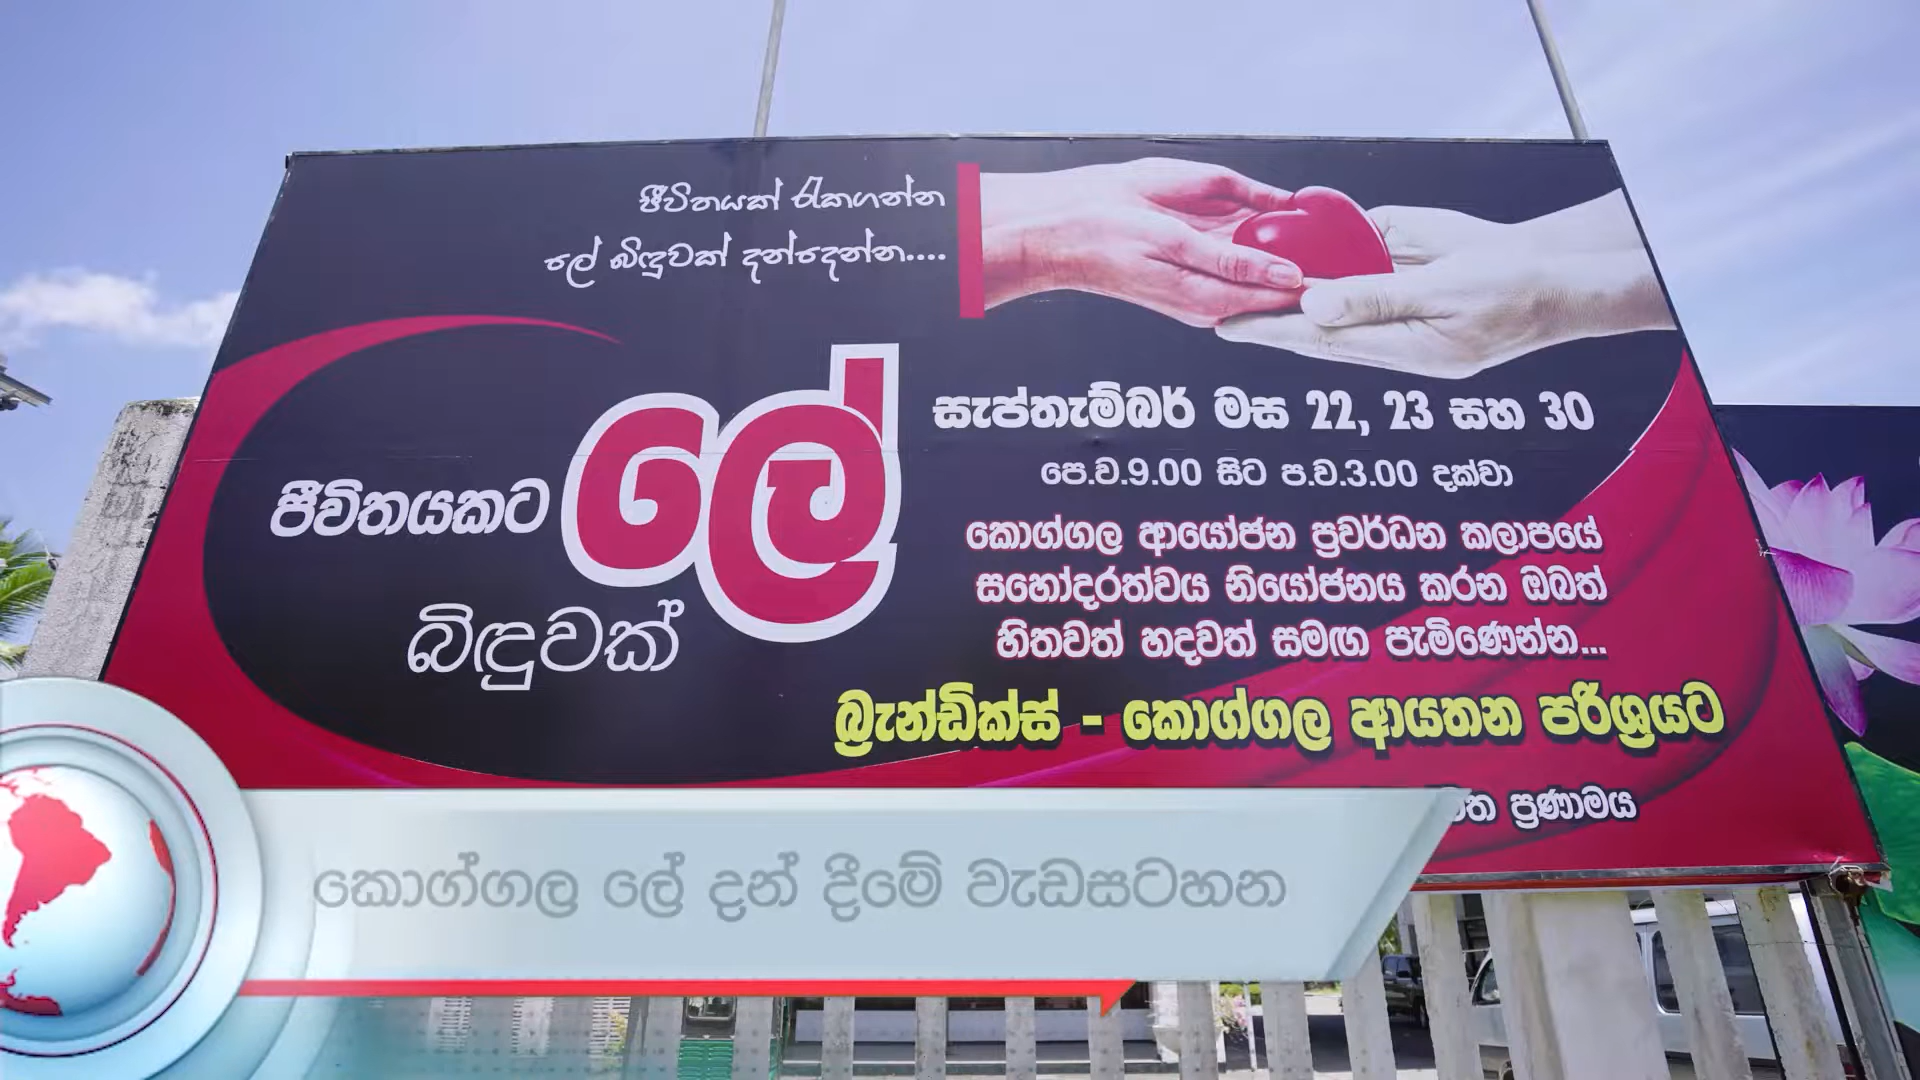 ජීවිතයක් රැකගන්න
ලේ බිඳුවක් දන්දෙන්න....
ජීවිතයකට ලේ
බිඳුවක්
සැප්තැම්බර් මස 22, 23 සහ 30
පෙ.ව.9.00 සිට ප.ව.3.00 දක්වා
කොග්ගල ආයෝජන ප්‍රවර්ධන කලාපයේ
සහෝදරත්වය නියෝජනය කරන ඔබත්
හිතවත් හදවත් සමඟ පැමිණෙන්න...
බ්‍රැන්ඩික්ස් - කොග්ගල ආයතන පරිශ්‍රයට
ප්‍රණාමය
කොග්ගල ලේ දන් දීමේ වැඩසටහන